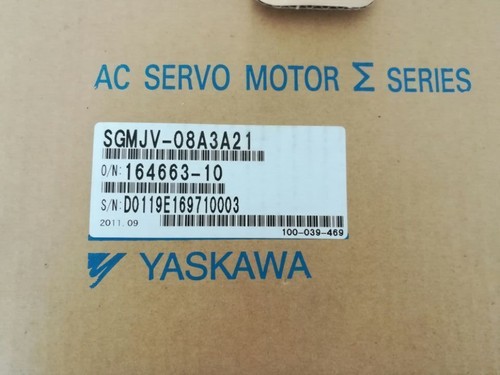 AC SERVO MOTOR Σ SERIES
SGMJV-08A3A21
O/N: 164663-10
S/N: D0119E169710003
2011.09
100-039-469
YASKAWA